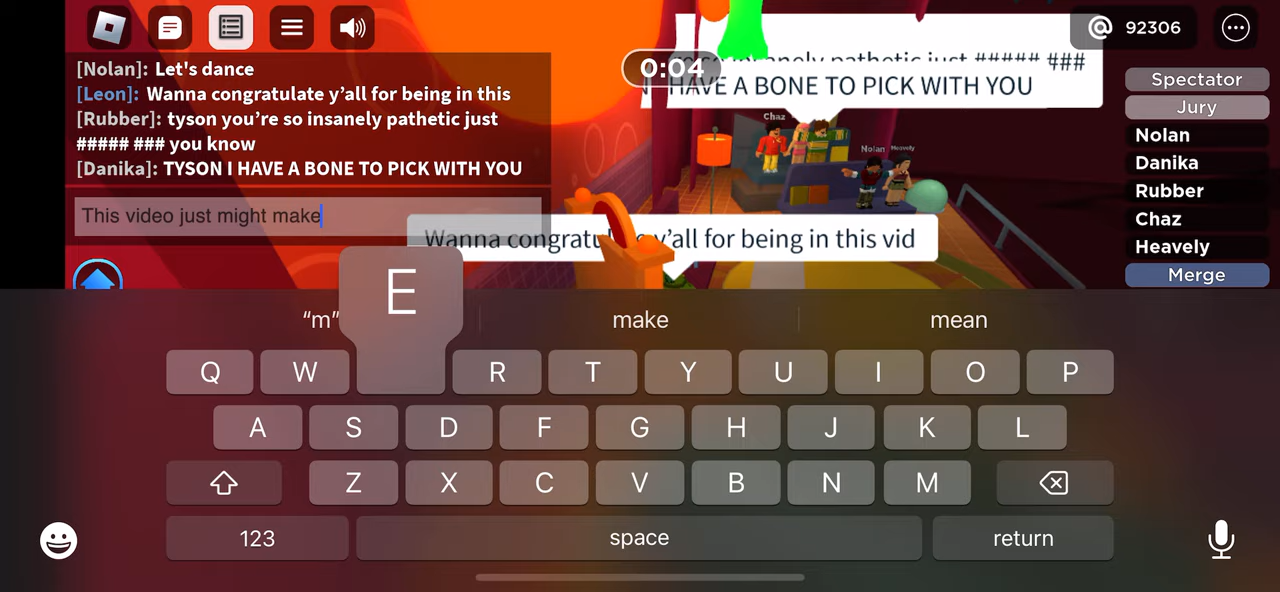 92306
[Nolan]: Let's dance
[Leon]: Wanna congratulate y’all for being in this
[Rubber]: tyson you’re so insanely pathetic just
##### ### you know
[Danika]: TYSON I HAVE A BONE TO PICK WITH YOU
This video just might make
0:04
insanely pathetic just ##### ###
HAVE A BONE TO PICK WITH YOU
Chaz
Nolan
Heavely
Wanna congratu y’all for being in this vid
Spectator
Jury
Nolan
Danika
Rubber
Chaz
Heavely
Merge
E
“m”
make
mean
Q W R T Y U I O P
A S D F G H J K L
Z X C V B N M
123
space
return